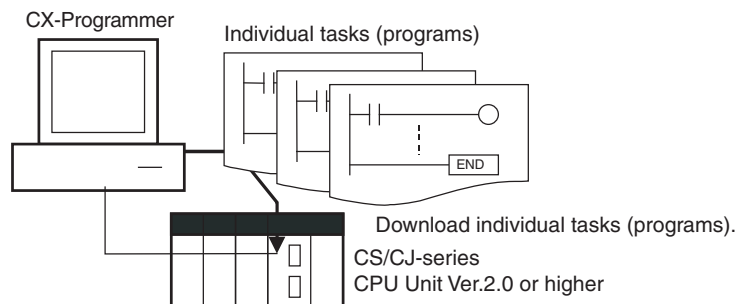 CX-Programmer
Individual tasks (programs)
END
Download individual tasks (programs).
CS/CJ-series
CPU Unit Ver.2.0 or higher